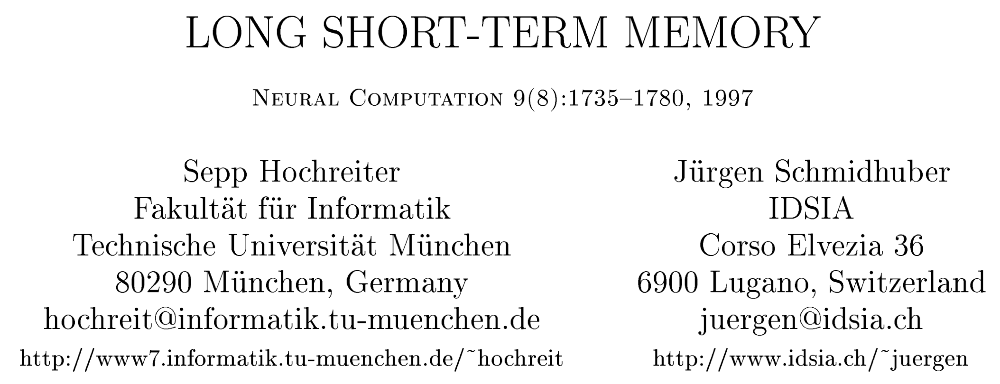 LONG SHORT-TERM MEMORY
NEURAL COMPUTATION 9(8):1735–1780, 1997
Sepp Hochreiter
Fakultät für Informatik
Technische Universität München
80290 München, Germany
hochreit@informatik.tu-muenchen.de
http://www7.informatik.tu-muenchen.de/~hochreit
Jürgen Schmidhuber
IDSIA
Corso Elvezia 36
6900 Lugano, Switzerland
juergen@idsia.ch
http://www.idsia.ch/~juergen